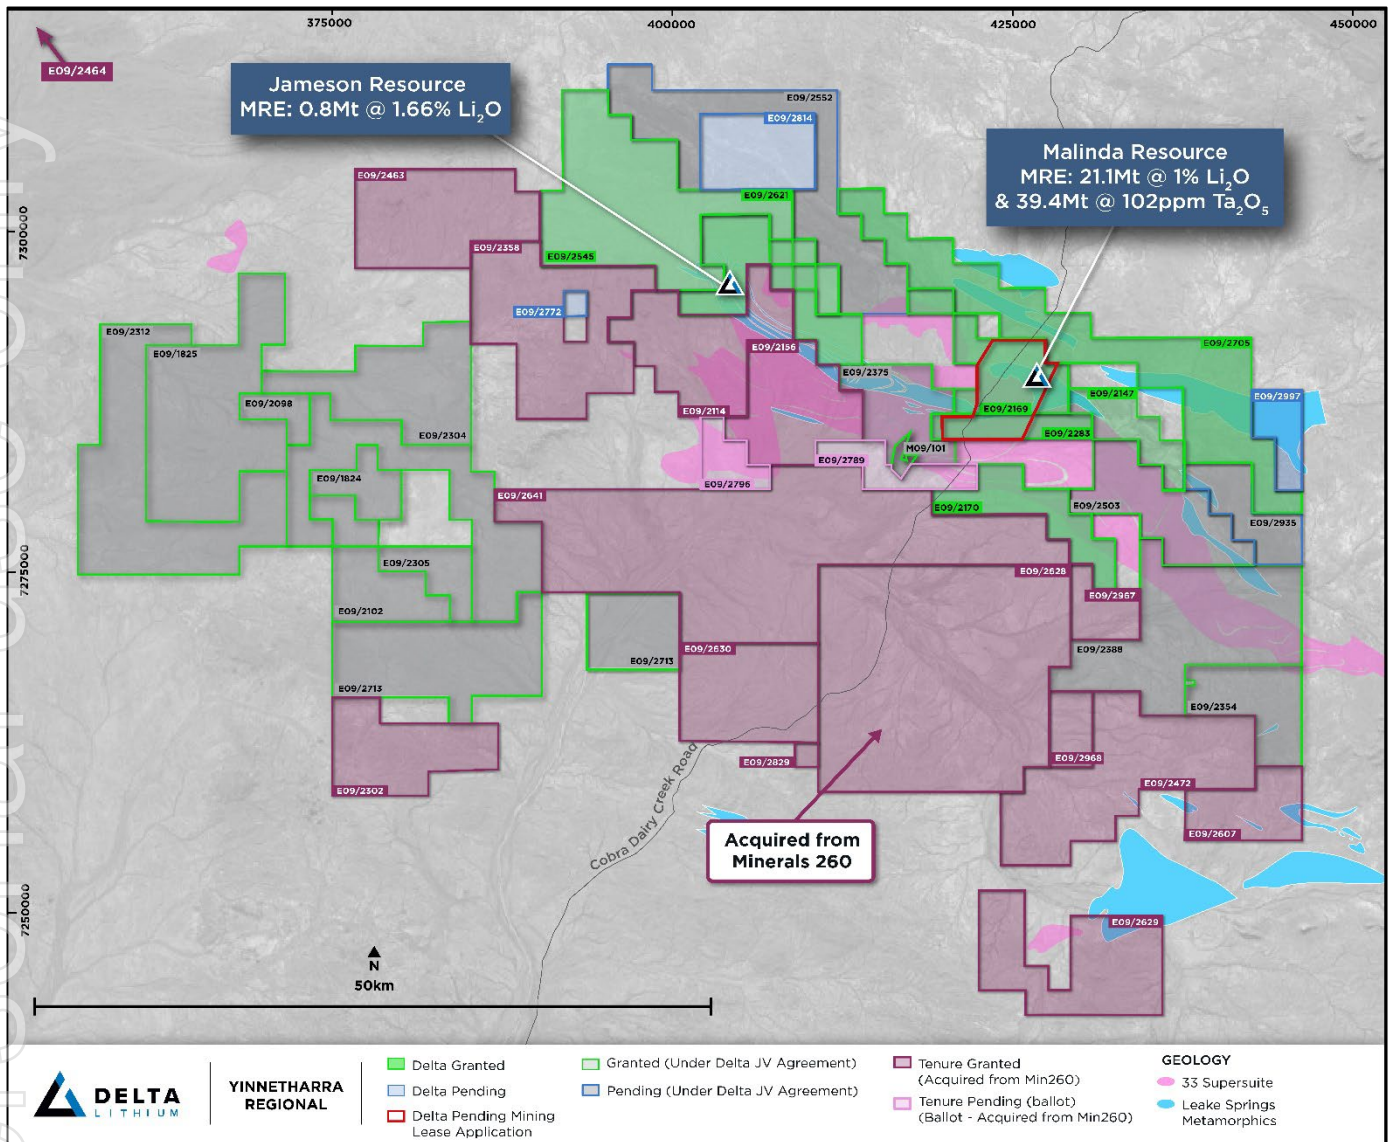 375000
400000
425000
450000
E09/2464
Jameson Resource
MRE: 0.8Mt @ 1.66% Li₂O
E09/2552
E09/2814
Malinda Resource
MRE: 21.1Mt @ 1% Li₂O
& 39.4Mt @ 102ppm Ta₂O₅
E09/2463
E09/2621
7300000
E09/2358
E09/2545
E09/2772
E09/2312
E09/1825
E09/2156
E09/2705
E09/2375
E09/2098
E09/2114
E09/2169
E09/2147
E09/2997
E09/2304
E09/2283
M09/101
E09/2789
E09/1824
E09/2796
E09/2641
E09/2170
E09/2503
E09/2935
7275000
E09/2305
E09/2628
E09/2967
E09/2102
E09/2630
E09/2388
E09/2713
E09/2713
E09/2354
E09/2829
E09/2968
E09/2302
E09/2472
Cobra Dairy Creek Road
Acquired from
Minerals 260
E09/2607
7250000
E09/2629
N
50km
DELTA
LITHIUM
YINNETHARRA
REGIONAL
Delta Granted
Delta Pending
Delta Pending Mining
Lease Application
Granted (Under Delta JV Agreement)
Pending (Under Delta JV Agreement)
Tenure Granted
(Acquired from Min260)
Tenure Pending (ballot)
(Ballot - Acquired from Min260)
GEOLOGY
33 Supersuite
Leake Springs
Metamorphics